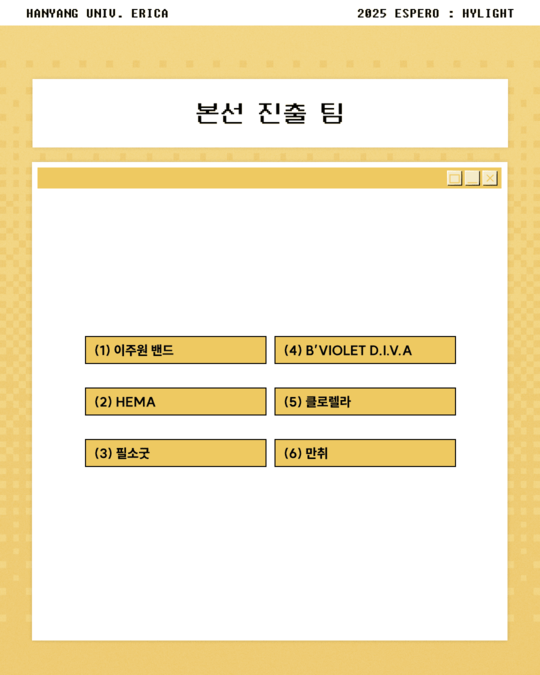 HANYANG UNIV. ERICA
2025 ESPERO : HYLIGHT
본선 진출 팀
(1) 이주원 밴드
(4) B'VIOLET D.I.V.A
(2) HEMA
(5) 클로렐라
(3) 필소굿
(6) 만취